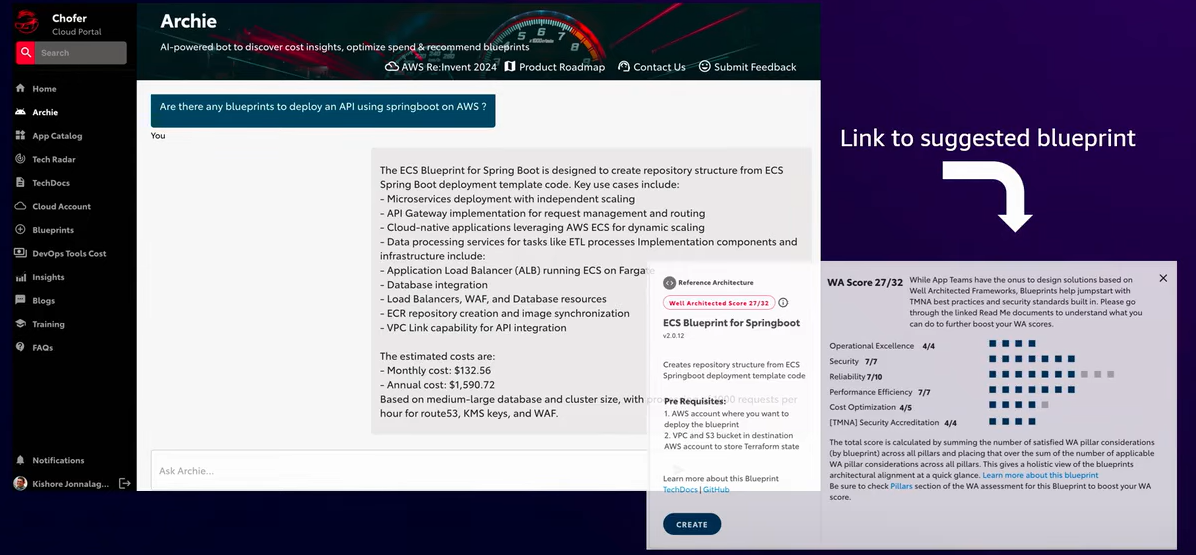 Chofer
Cloud Portal
Search
Home
Archie
App Catalog
Tech Radar
TechDocs
Cloud Account
Blueprints
DevOps Tools Cost
Insights
Blogs
Training
FAQs
Notifications
Kishore Jonnalag...
Archie
AI-powered bot to discover cost insights, optimize spend & recommend blueprints
AWS Re:Invent 2024 Product Roadmap Contact Us Submit Feedback
5 6 7 8
Are there any blueprints to deploy an API using springboot on AWS ?
You
The ECS Blueprint for Spring Boot is designed to create repository structure from ECS
Spring Boot deployment template code. Key use cases include:
- Microservices deployment with independent scaling
- API Gateway implementation for request management and routing
- Cloud-native applications leveraging AWS ECS for dynamic scaling
- Data processing services for tasks like ETL processes Implementation components and
infrastructure include:
- Application Load Balancer (ALB) running ECS on Fargate
- Database integration
- Load Balancers, WAF, and Database resources
- ECR repository creation and image synchronization
- VPC Link capability for API integration
The estimated costs are:
- Monthly cost: $132.56
- Annual cost: $1,590.72
Based on medium-large database and cluster size, with requests per
hour for route53, KMS keys, and WAF.
Ask Archie...
Link to suggested blueprint
Reference Architecture
Well Architected Score 27/32
ECS Blueprint for Springboot
v2.0.12
Creates repository structure from ECS
Springboot deployment template code
Pre Requisites:
1. AWS account where you want to
deploy the blueprint
2. VPC and S3 bucket in destination
AWS account to store Terraform state
Learn more about this Blueprint
TechDocs | GitHub
CREATE
WA Score 27/32
While App Teams have the onus to design solutions based on
Well Architected Frameworks, Blueprints help jumpstart with
TMNA best practices and security standards built in. Please go
through the linked Read Me documents to understand what you
can do to further boost your WA scores.
Operational Excellence 4/4
Security 7/7
Reliability 7/10
Performance Efficiency 7/7
Cost Optimization 4/5
[TMNA] Security Accreditation 4/4
The total score is calculated by summing the number of satisfied WA pillar considerations
(by blueprint) across all pillars and placing that over the sum of the number of applicable
WA pillar considerations across all pillars. This gives a holistic view of the blueprints
architectural alignment at a quick glance. Learn more about this blueprint
Be sure to check Pillars section of the WA assessment for this Blueprint to boost your WA
score.